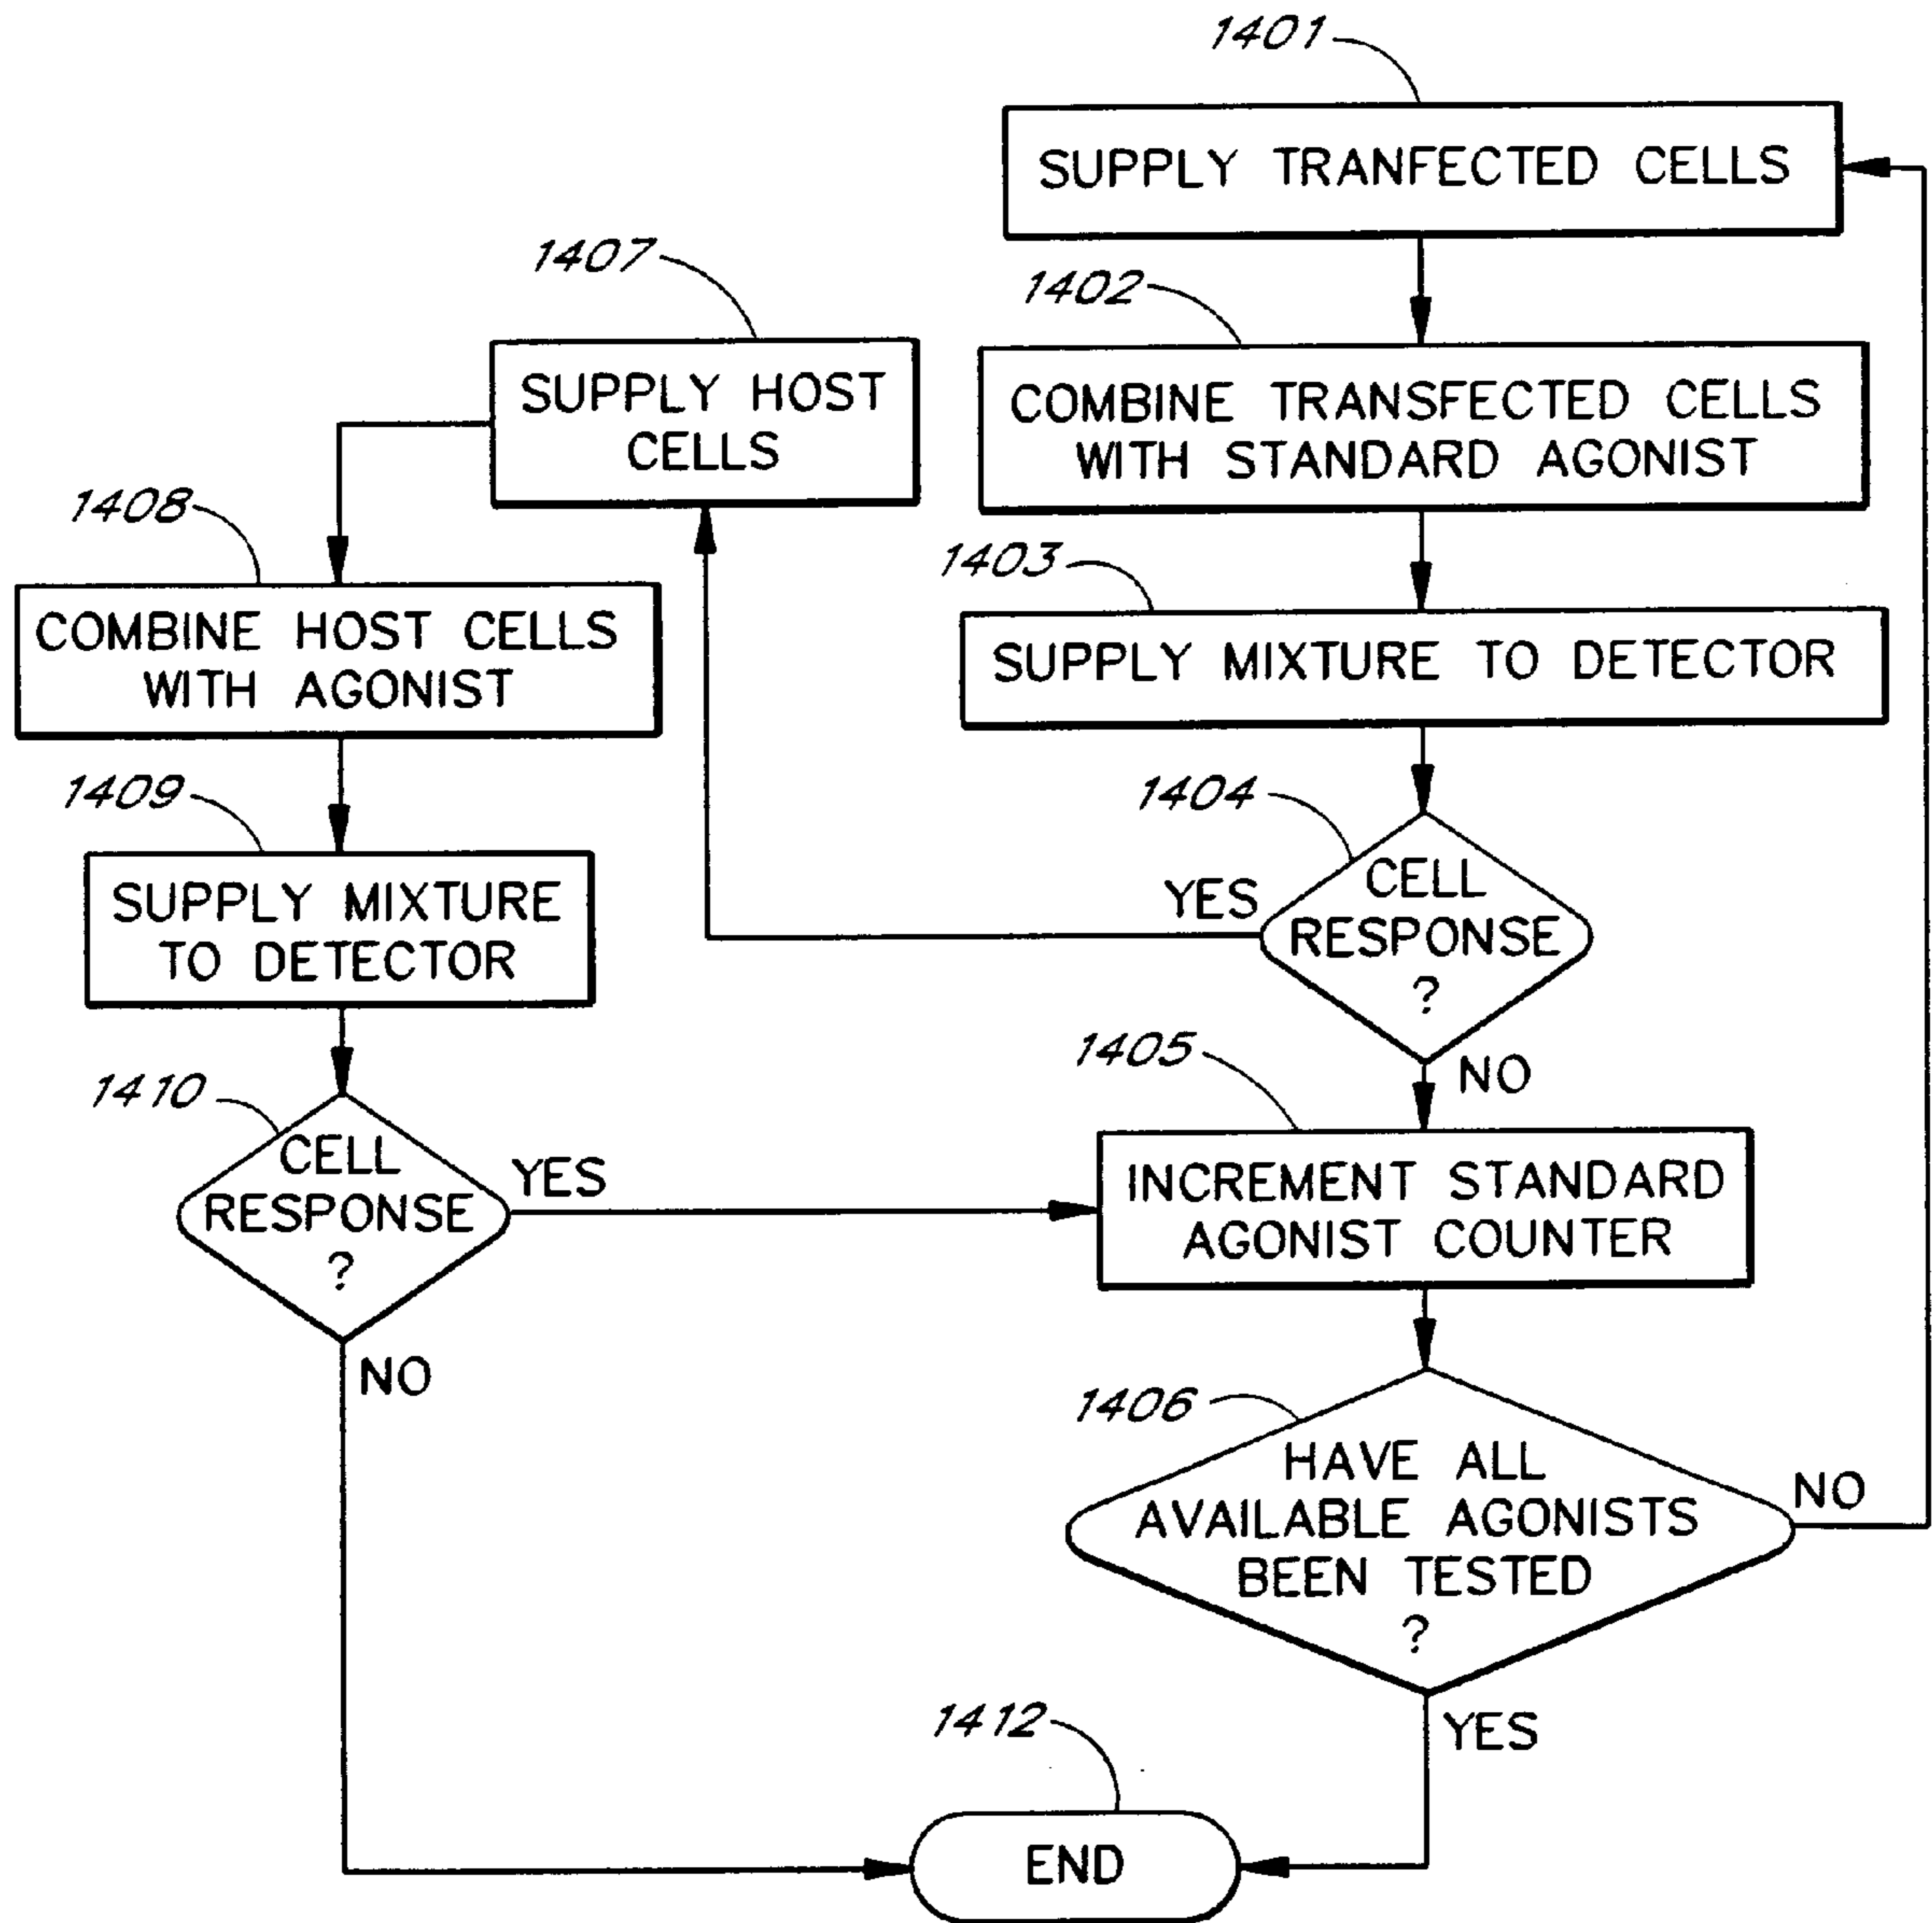 1401
SUPPLY TRANFECTED CELLS
1402
COMBINE TRANSFECTED CELLS
WITH STANDARD AGONIST
1403
SUPPLY MIXTURE TO DETECTOR
1404
CELL
RESPONSE
?
YES
NO
1405
INCREMENT STANDARD
AGONIST COUNTER
1406
HAVE ALL
AVAILABLE AGONISTS
BEEN TESTED
?
NO
YES
1407
SUPPLY HOST
CELLS
1408
COMBINE HOST CELLS
WITH AGONIST
1409
SUPPLY MIXTURE
TO DETECTOR
1410
CELL
RESPONSE
?
YES
NO
1412
END